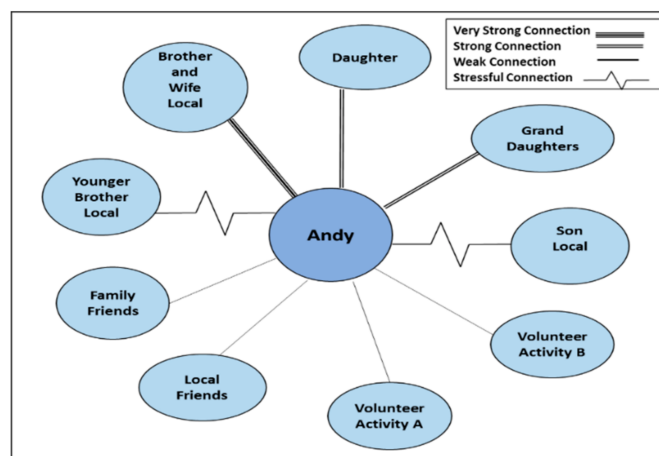 Very Strong Connection
Strong Connection
Weak Connection
Stressful Connection
Brother
and
Wife
Local
Daughter
Grand
Daughters
Younger
Brother
Local
Andy
Son
Local
Family
Friends
Volunteer
Activity B
Local
Friends
Volunteer
Activity A